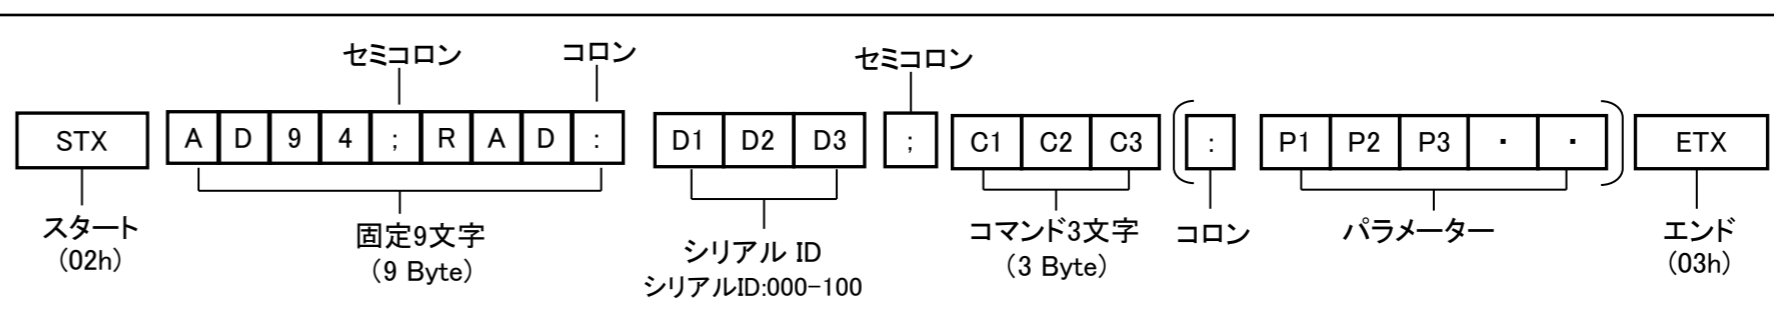 セミコロン コロン セミコロン
STX A D 9 4 ; R A D : D1 D2 D3 ; C1 C2 C3 ( : P1 P2 P3 ・ ・ ) ETX
スタート 固定9文字 シリアル ID コマンド3文字 コロン パラメーター エンド
(02h) (9 Byte) シリアルID:000-100 (3 Byte) (03h)